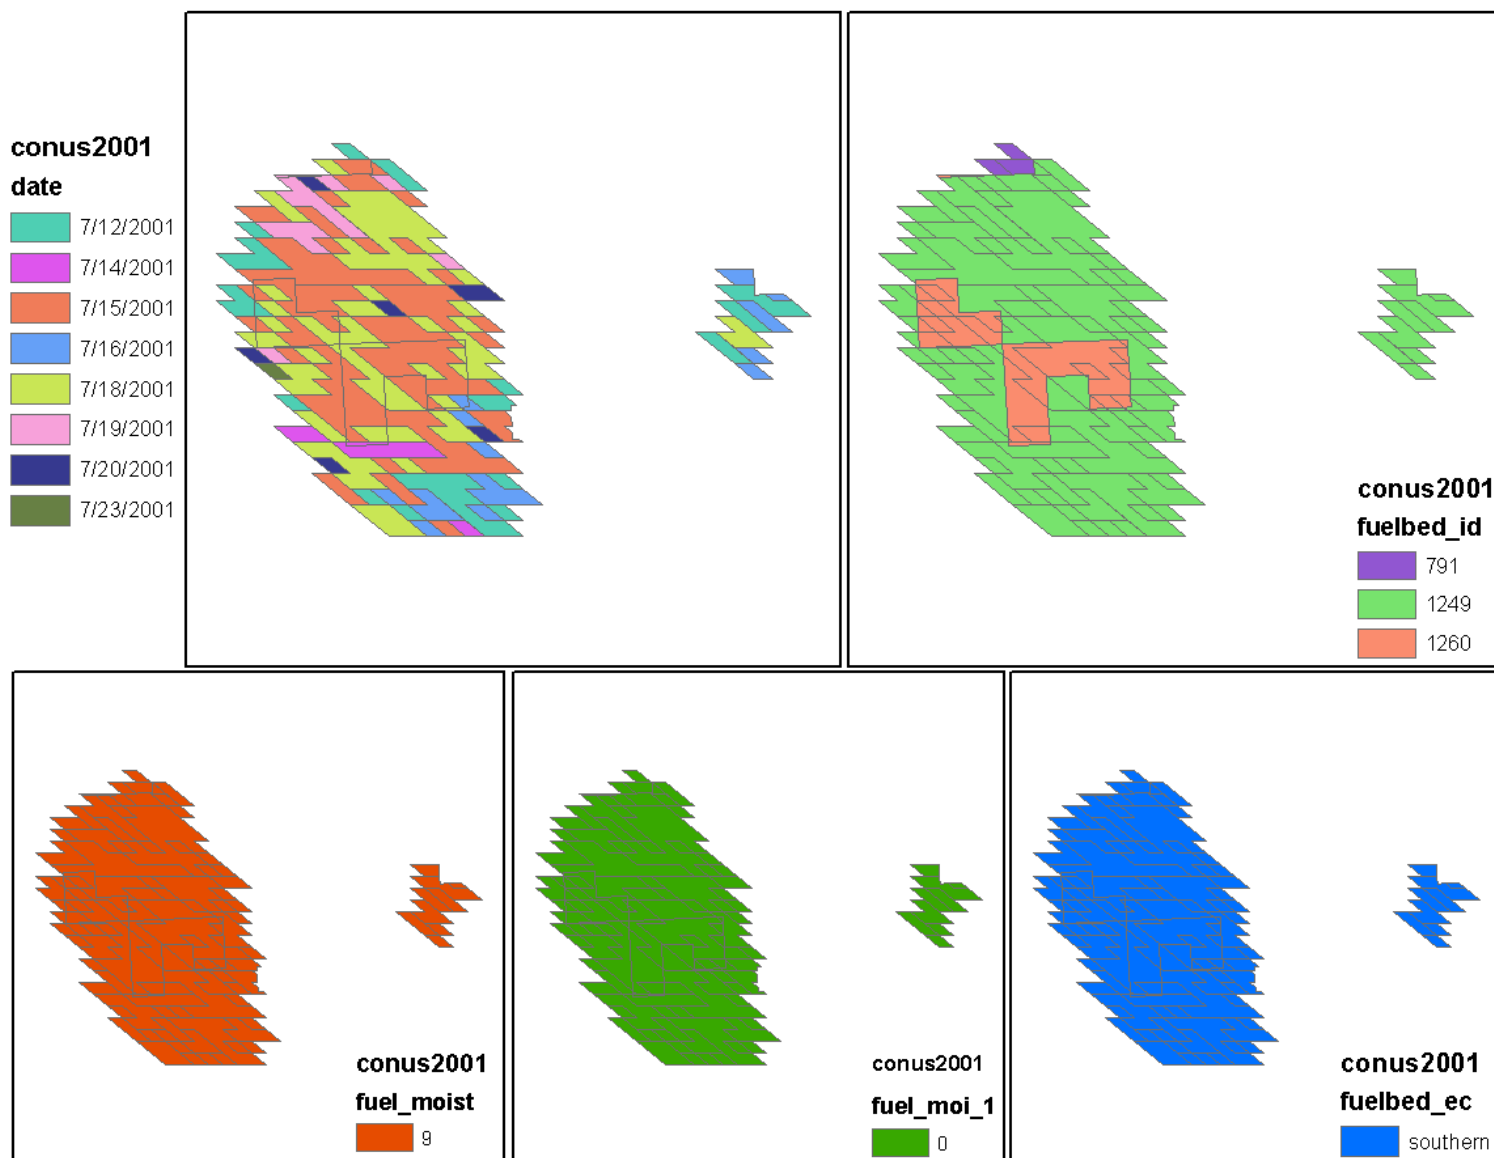 conus2001
date
7/12/2001
7/14/2001
7/15/2001
7/16/2001
7/18/2001
7/19/2001
7/20/2001
7/23/2001
conus2001
fuelbed_id
791
1249
1260
conus2001
fuel_moist
9
conus2001
fuel_moi_1
0
conus2001
fuelbed_ec
southern